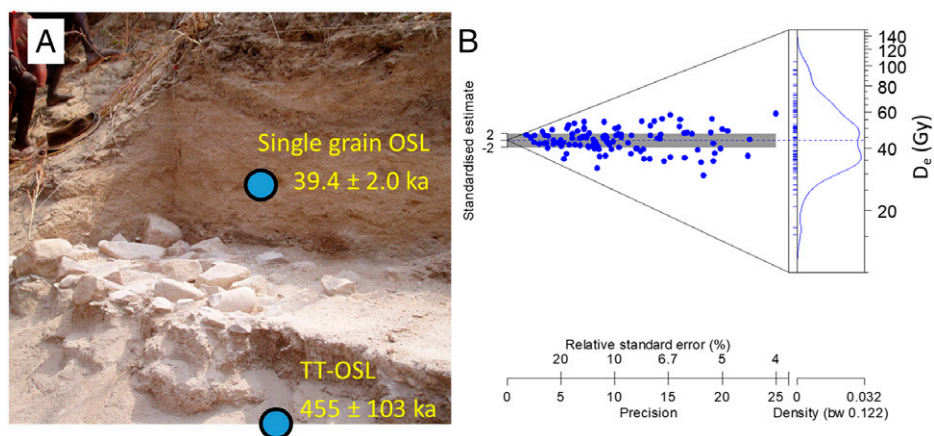 A
Single grain OSL
39.4 ± 2.0 ka
TT-OSL
455 ± 103 ka
B
Standardised estimate
2
-2
140
120
100
80
60
40
20
De (Gy)
Relative standard error (%)
20 10 6.7 5 4
0 5 10 15 20 25
Precision
0 0.032
Density (bw 0.122)